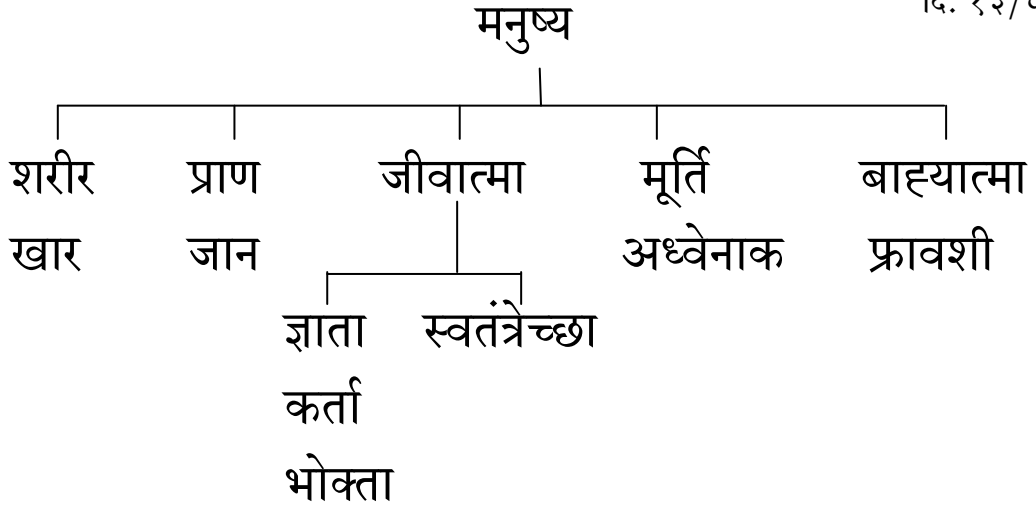 मनुष्य
शरीर प्राण जीवात्मा मूर्ति बाह्यात्मा
खार जान अध्वेनाक फ्रावशी
ज्ञाता स्वतंत्रेच्छा
कर्ता
भोक्ता